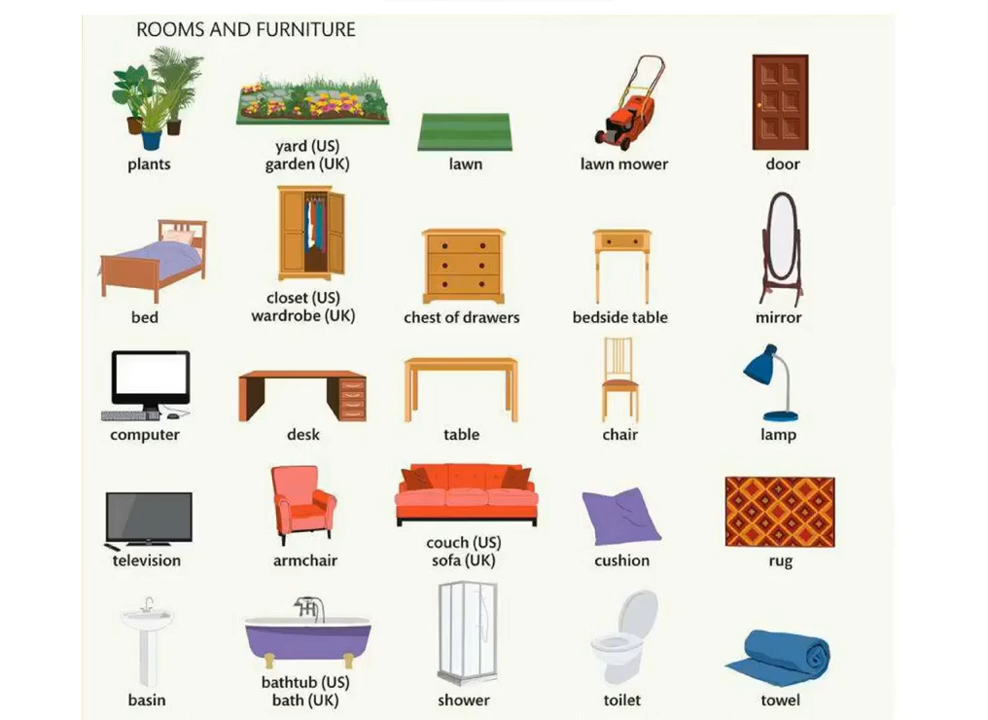 ROOMS AND FURNITURE
plants
yard (US)
garden (UK)
lawn
lawn mower
door
bed
closet (US)
wardrobe (UK)
chest of drawers
bedside table
mirror
computer
desk
table
chair
lamp
television
armchair
couch (US)
sofa (UK)
cushion
rug
basin
bathtub (US)
bath (UK)
shower
toilet
towel